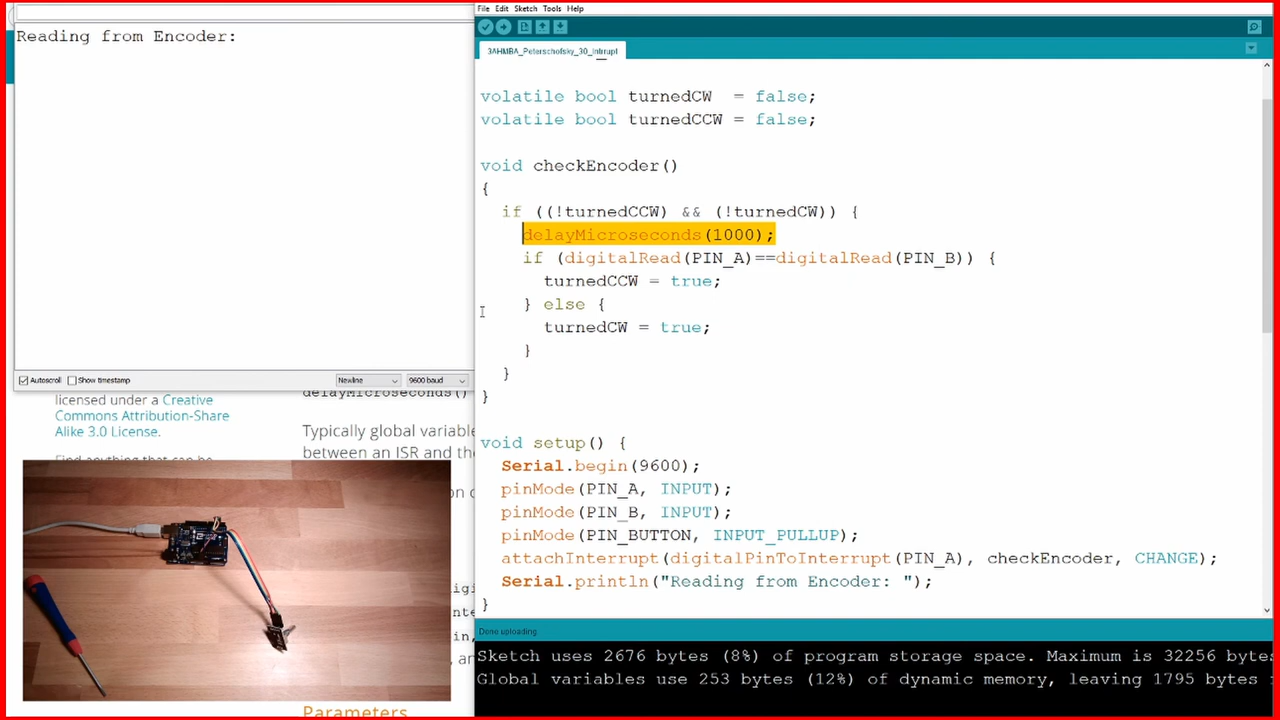 Reading from Encoder:
Autoscroll Show timestamp Newline 9600 baud
licensed under a Creative
Commons Attribution-Share
Alike 3.0 License.
delayMicroseconds()
Typically global variable
between an ISR and the
Parameters
File Edit Sketch Tools Help
3AHMBA_Peterschofsky_30_Intrrupt
volatile bool turnedCW = false;
volatile bool turnedCCW = false;
void checkEncoder()
{
if ((!turnedCCW) && (!turnedCW)) {
delayMicroseconds(1000);
if (digitalRead(PIN_A)==digitalRead(PIN_B)) {
turnedCCW = true;
} else {
turnedCW = true;
}
}
}
void setup() {
Serial.begin(9600);
pinMode(PIN_A, INPUT);
pinMode(PIN_B, INPUT);
pinMode(PIN_BUTTON, INPUT_PULLUP);
attachInterrupt(digitalPinToInterrupt(PIN_A), checkEncoder, CHANGE);
Serial.println("Reading from Encoder: ");
}
Done uploading
Sketch uses 2676 bytes (8%) of program storage space. Maximum is 32256 bytes
Global variables use 253 bytes (12%) of dynamic memory, leaving 1795 bytes